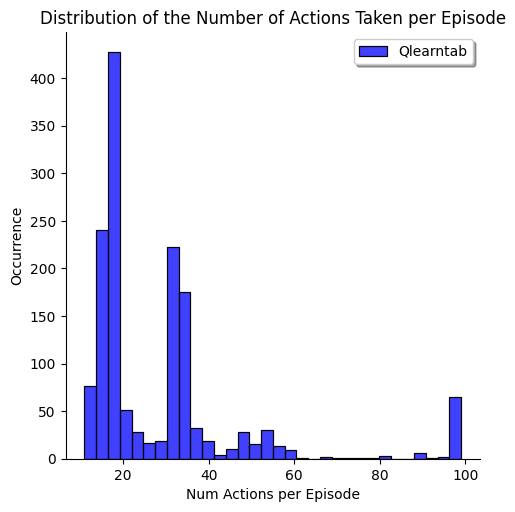 Distribution of the Number of Actions Taken per Episode
Qlearntab
400
350
300
250
200
150
100
50
0
Occurrence
20 40 60 80 100
Num Actions per Episode